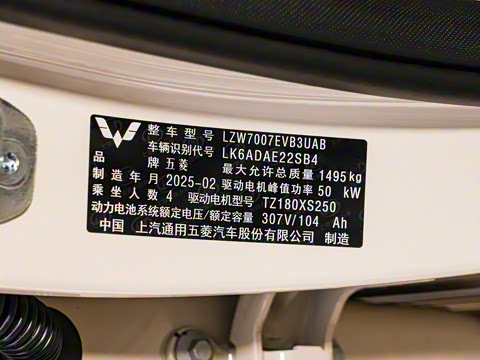 整车型号 LZW7007EVB3UAB
车辆识别代号 LK6ADAE22SB4
品牌 五菱 最大允许总质量 1495kg
制造年月 2025-02 驱动电机峰值功率 50 kW
乘坐人数 4 驱动电机型号 TZ180XS250
动力电池系统额定电压/额定容量 307V/104 Ah
中国 上汽通用五菱汽车股份有限公司 制造